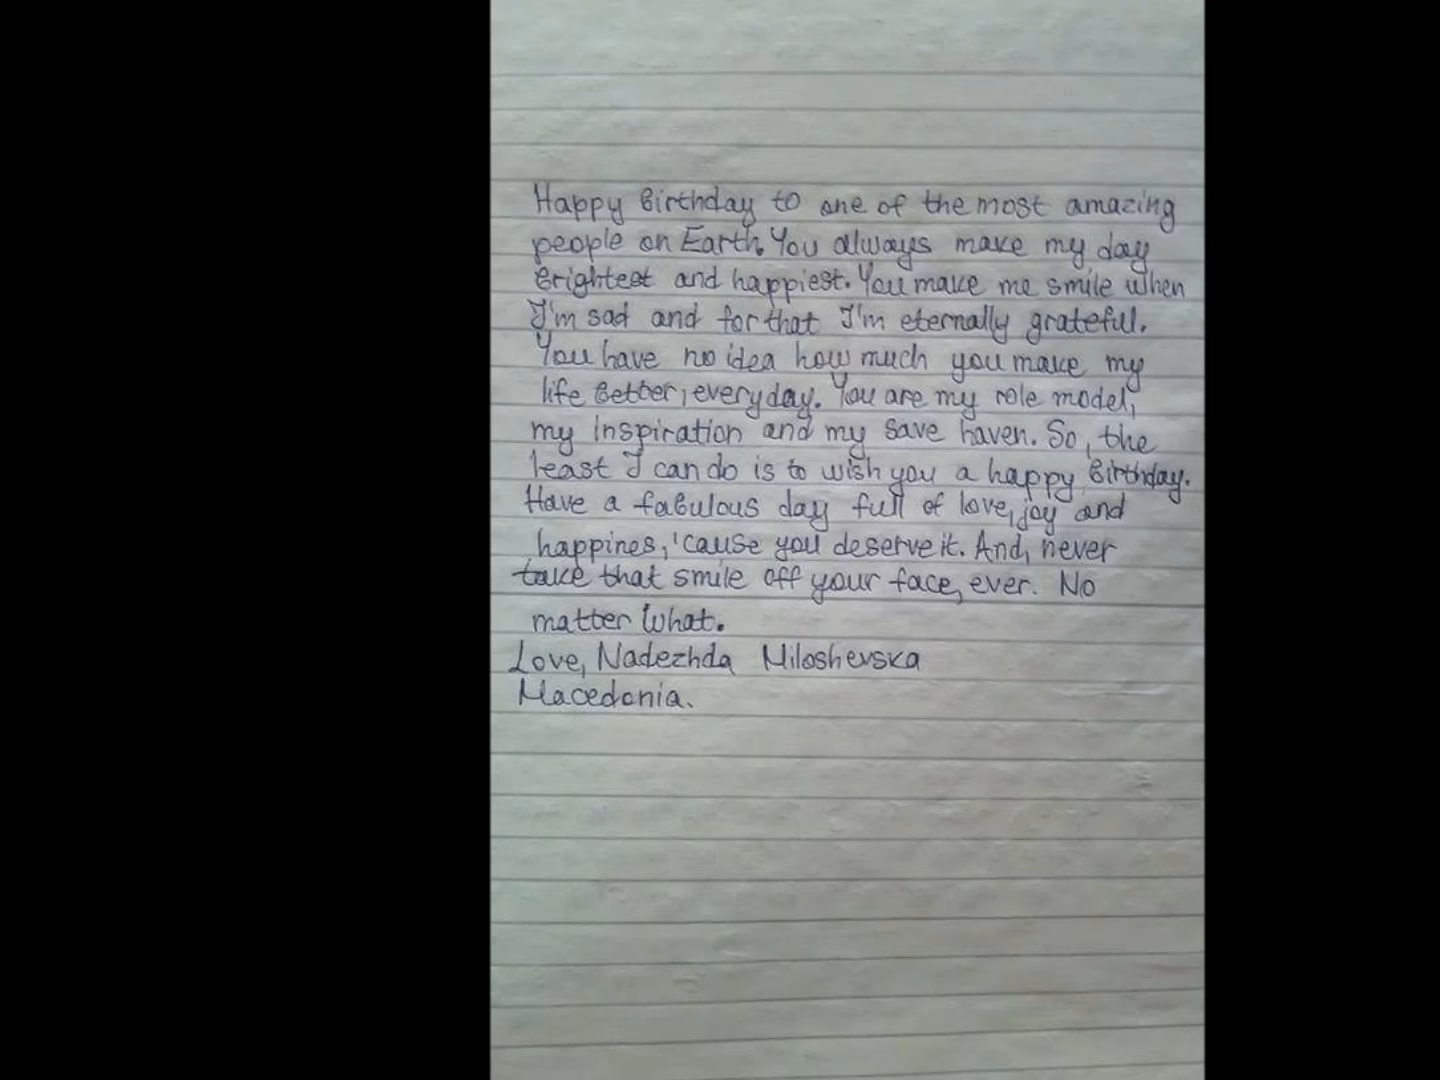 Happy Birthday to one of the most amazing
people on Earth. You always make my day
Brightest and happiest. You make me smile when
I'm sad and for that I'm eternally grateful.
You have no idea how much you make my
life Better, everyday. You are my role model,
my inspiration and my save haven. So, the
least I can do is to wish you a happy Birthday.
Have a fabulous day full of love, joy and
happines, 'cause you deserve it. And, never
take that smile off your face, ever. No
matter what.
Love, Nadezhda Miloshevska
Macedonia.